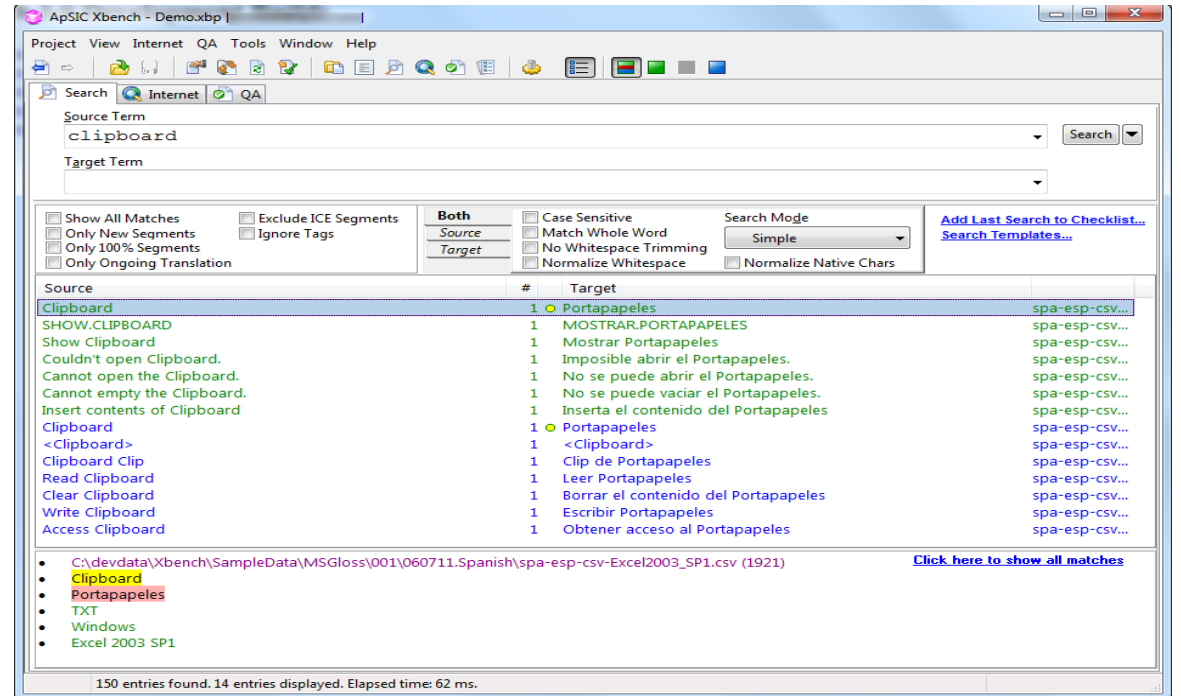 ApSIC Xbench - Demo.xbp |
Project View Internet QA Tools Window Help
Search Internet QA
Source Term
clipboard
Search
Target Term
Show All Matches
Only New Segments
Only 100% Segments
Only Ongoing Translation
Exclude ICE Segments
Ignore Tags
Both
Source
Target
Case Sensitive
Match Whole Word
No Whitespace Trimming
Normalize Whitespace
Search Mode
Simple
Normalize Native Chars
Add Last Search to Checklist...
Search Templates...
Source # Target
Clipboard 1 Portapapeles spa-esp-csv...
SHOW.CLIPBOARD 1 MOSTRAR.PORTAPAPELES spa-esp-csv...
Show Clipboard 1 Mostrar Portapapeles spa-esp-csv...
Couldn't open Clipboard. 1 Imposible abrir el Portapapeles. spa-esp-csv...
Cannot open the Clipboard. 1 No se puede abrir el Portapapeles. spa-esp-csv...
Cannot empty the Clipboard. 1 No se puede vaciar el Portapapeles. spa-esp-csv...
Insert contents of Clipboard 1 Inserta el contenido del Portapapeles spa-esp-csv...
Clipboard 1 Portapapeles spa-esp-csv...
<Clipboard> 1 <Clipboard> spa-esp-csv...
Clipboard Clip 1 Clip de Portapapeles spa-esp-csv...
Read Clipboard 1 Leer Portapapeles spa-esp-csv...
Clear Clipboard 1 Borrar el contenido del Portapapeles spa-esp-csv...
Write Clipboard 1 Escribir Portapapeles spa-esp-csv...
Access Clipboard 1 Obtener acceso al Portapapeles spa-esp-csv...
C:\devdata\Xbench\SampleData\MSGloss\001\060711.Spanish\spa-esp-csv-Excel2003_SP1.csv (1921)
Click here to show all matches
Clipboard
Portapapeles
TXT
Windows
Excel 2003 SP1
150 entries found. 14 entries displayed. Elapsed time: 62 ms.